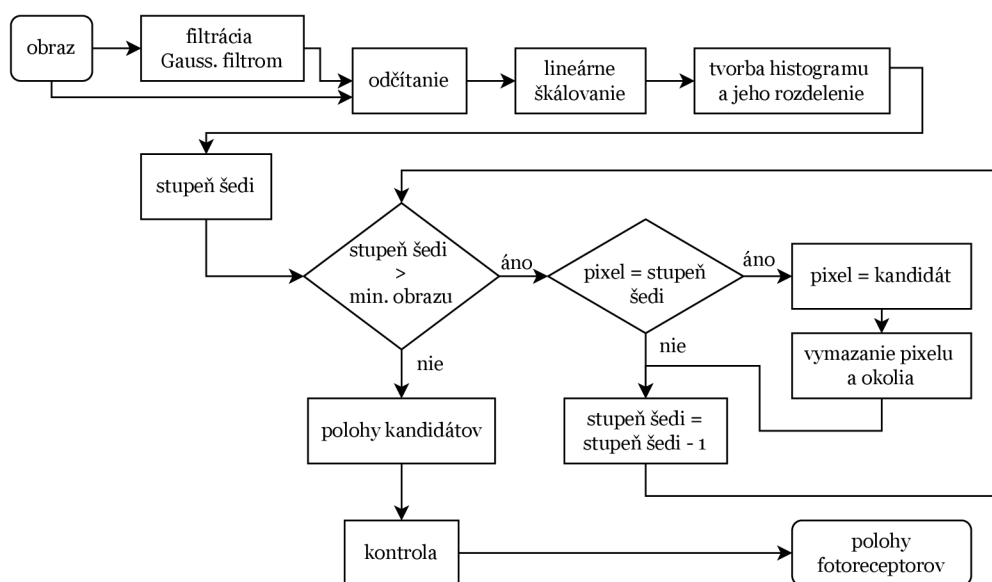 obraz
filtrácia
Gauss. filtrom
odčítanie
lineárne
škálovanie
tvorba histogramu
a jeho rozdelenie
stupeň šedi
stupeň šedi
>
min. obrazu
áno
pixel = stupeň
šedi
áno
pixel = kandidát
vymazanie pixelu
a okolia
nie
nie
polohy kandidátov
stupeň šedi =
stupeň šedi - 1
kontrola
polohy
fotoreceptorov